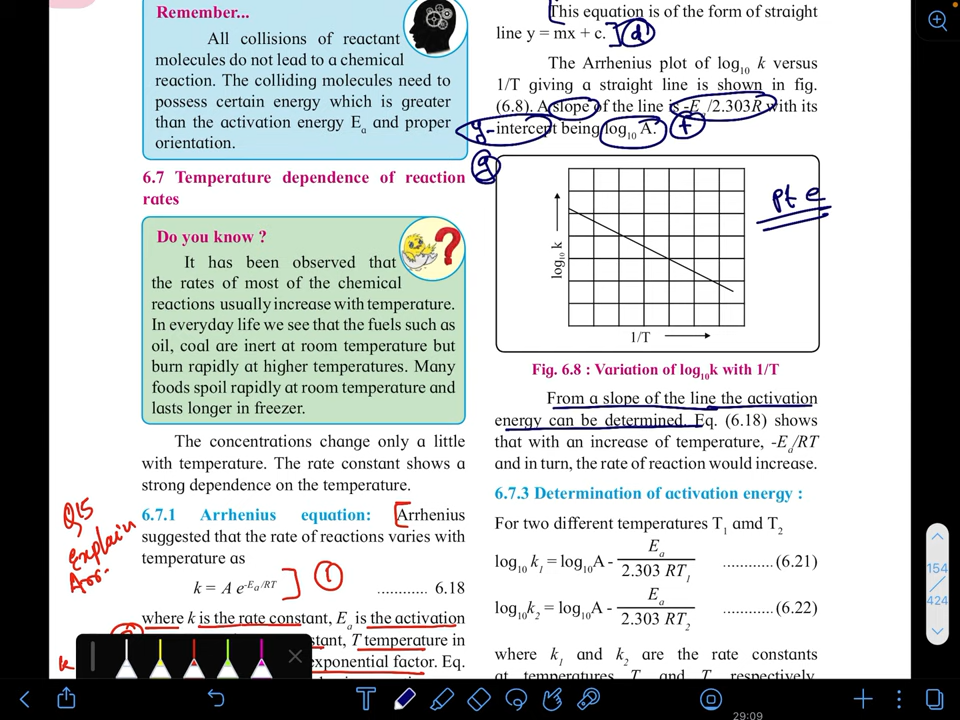 Remember...
All collisions of reactant
molecules do not lead to a chemical
reaction. The colliding molecules need to
possess certain energy which is greater
than the activation energy Ea and proper
orientation.
6.7 Temperature dependence of reaction
rates
Do you know ?
It has been observed that
the rates of most of the chemical
reactions usually increase with temperature.
In everyday life we see that the fuels such as
oil, coal are inert at room temperature but
burn rapidly at higher temperatures. Many
foods spoil rapidly at room temperature and
lasts longer in freezer.
The concentrations change only a little
with temperature. The rate constant shows a
strong dependence on the temperature.
6.7.1 Arrhenius equation: Arrhenius
suggested that the rate of reactions varies with
temperature as
k = A e-Ea/RT ............ 6.18
where k is the rate constant, Ea is the activation
stant, T temperature in
exponential factor. Eq.
Q15
Explain
Arr.
①
k
This equation is of the form of straight
line y = mx + c. d
The Arrhenius plot of log10 k versus
1/T giving a straight line is shown in fig.
(6.8). A slope of the line is -Ea/2.303R with its
y-
intercept being log10 A. f
g
log10 k
1/T
pt e
Fig. 6.8 : Variation of log10k with 1/T
From a slope of the line the activation
energy can be determined. Eq. (6.18) shows
that with an increase of temperature, -Ea/RT
and in turn, the rate of reaction would increase.
6.7.3 Determination of activation energy :
For two different temperatures T1 amd T2
log10 k1 = log10A - Ea / 2.303 RT1 ............(6.21)
log10k2 = log10A - Ea / 2.303 RT2 ............(6.22)
where k1 and k2 are the rate constants
at temperatures T and T respectively
154
424
T
29:09